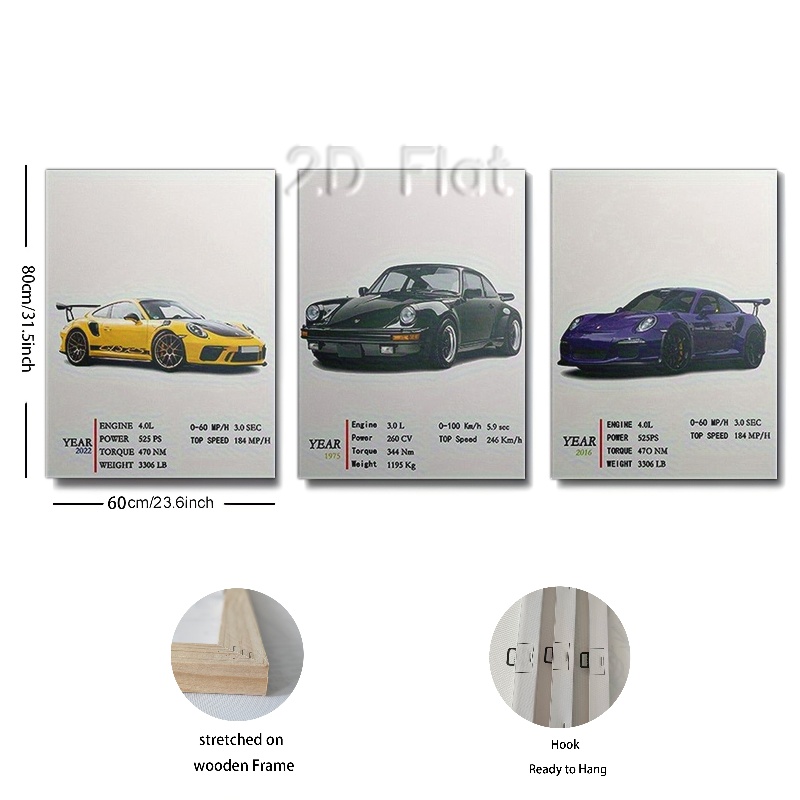 2.D Flat.
80cm/31.5inch
YEAR
2022
ENGINE 4.0L
POWER 525 PS
TORQUE 470 NM
WEIGHT 3306 LB
0-60 MP/H 3.0 SEC
TOP SPEED 184 MP/H
YEAR
1975
Engine 3.0 L
Power 260 CV
Torque 344 Nm
Weight 1195 Kg
0-100 Km/h 5.9 sec
TOP Speed 246 Km/h
YEAR
2016
ENGINE 4.0L
POWER 525PS
TORQUE 47O NM
WEIGHT 3306 LB
0-60 MP/H 3.0 SEC
TOP SPEED 184 MP/H
60cm/23.6inch
stretched on
wooden Frame
Hook
Ready to Hang